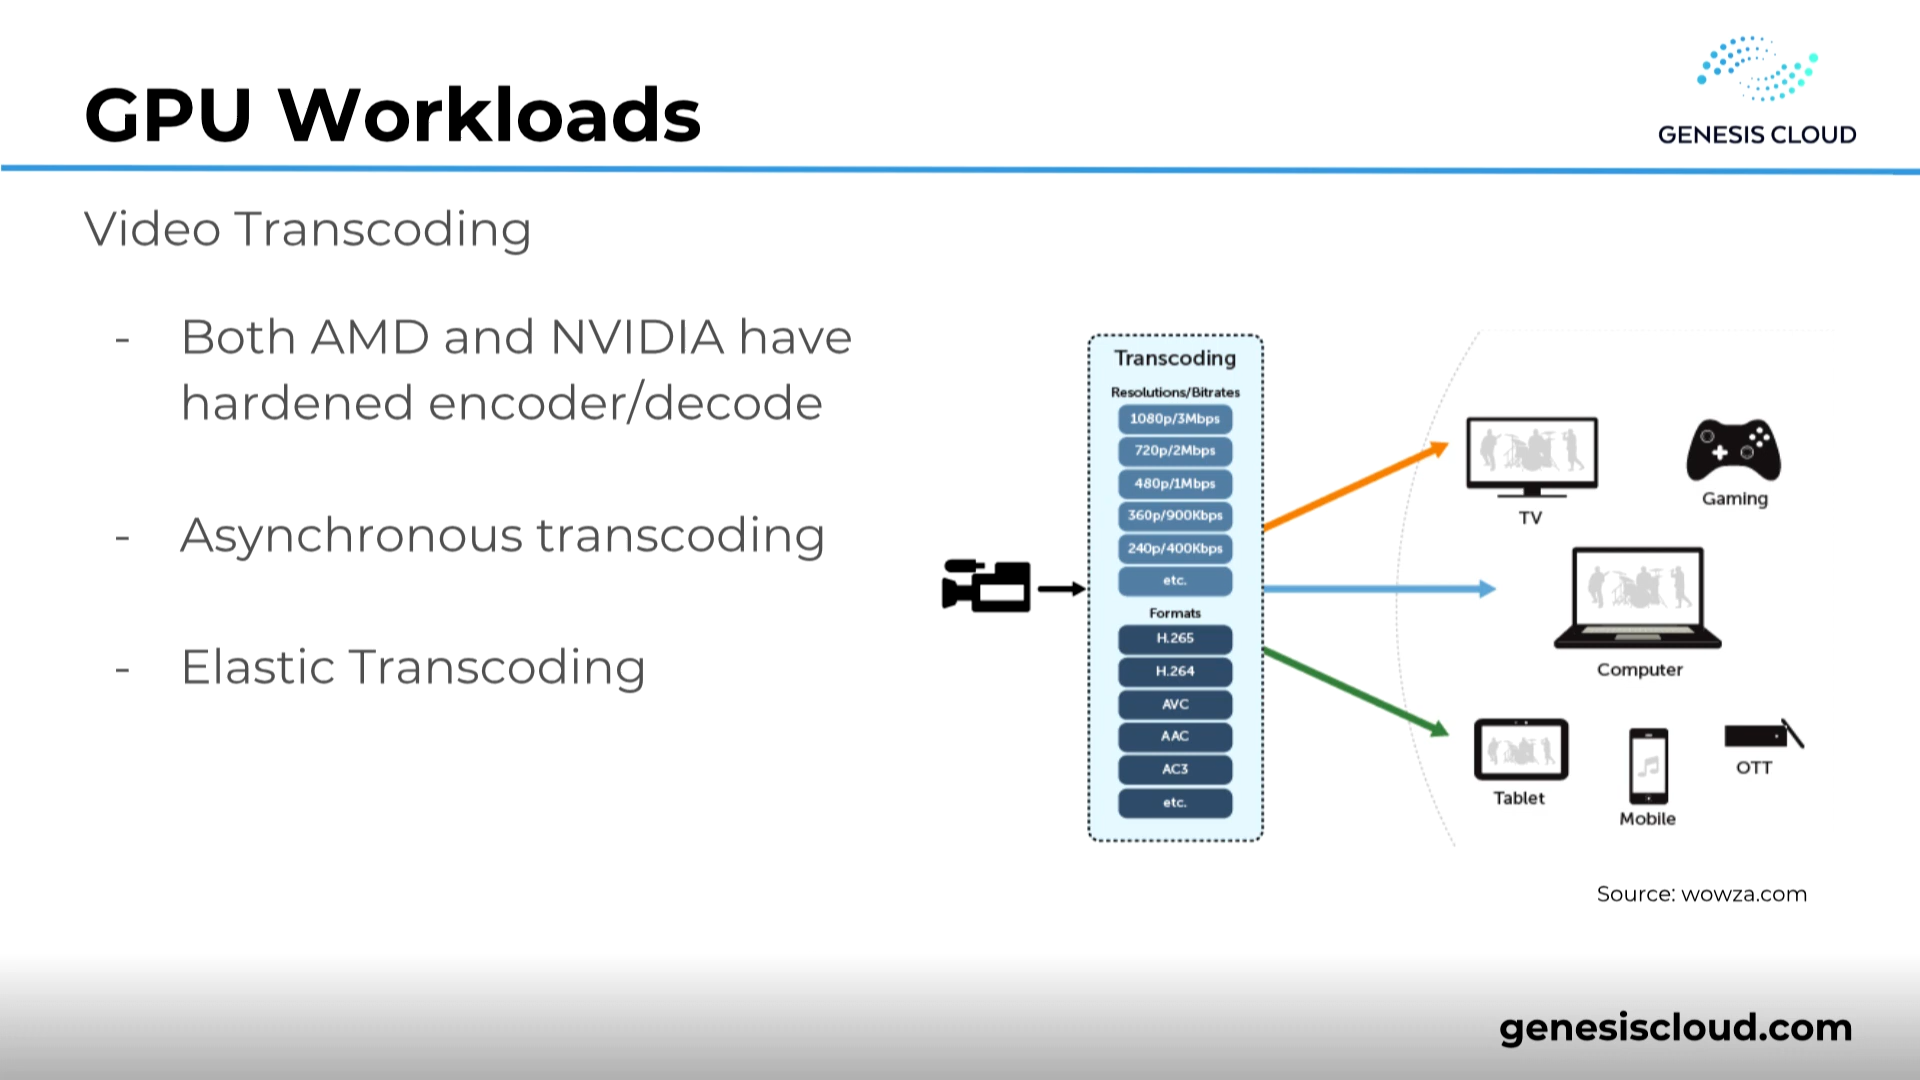 GPU Workloads
GENESIS CLOUD
Video Transcoding
- Both AMD and NVIDIA have
hardened encoder/decode
- Asynchronous transcoding
- Elastic Transcoding
Transcoding
Resolutions/Bitrates
1080p/3Mbps
720p/2Mbps
480p/1Mbps
360p/900Kbps
240p/400Kbps
etc.
Formats
H.265
H.264
AVC
AAC
AC3
etc.
TV
Gaming
Computer
Tablet
Mobile
OTT
Source: wowza.com
genesiscloud.com